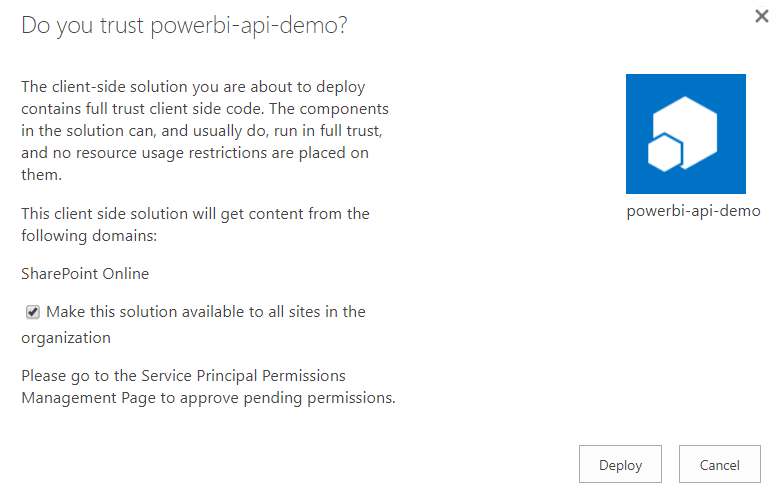 Do you trust powerbi-api-demo?
The client-side solution you are about to deploy
contains full trust client side code. The components
in the solution can, and usually do, run in full trust,
and no resource usage restrictions are placed on
them.
powerbi-api-demo
This client side solution will get content from the
following domains:
SharePoint Online
Make this solution available to all sites in the
organization
Please go to the Service Principal Permissions
Management Page to approve pending permissions.
Deploy
Cancel